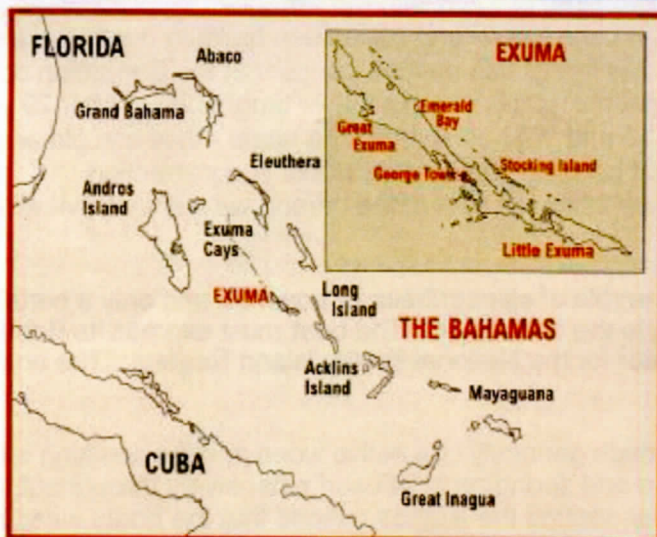 FLORIDA
Abaco
Grand Bahama
Eleuthera
Andros
Island
Exuma
Cays
EXUMA
Long
Island
THE BAHAMAS
Acklins
Island
Mayaguana
CUBA
Great Inagua
EXUMA
Emerald
Bay
Great
Exuma
Stocking Island
George Town
Little Exuma